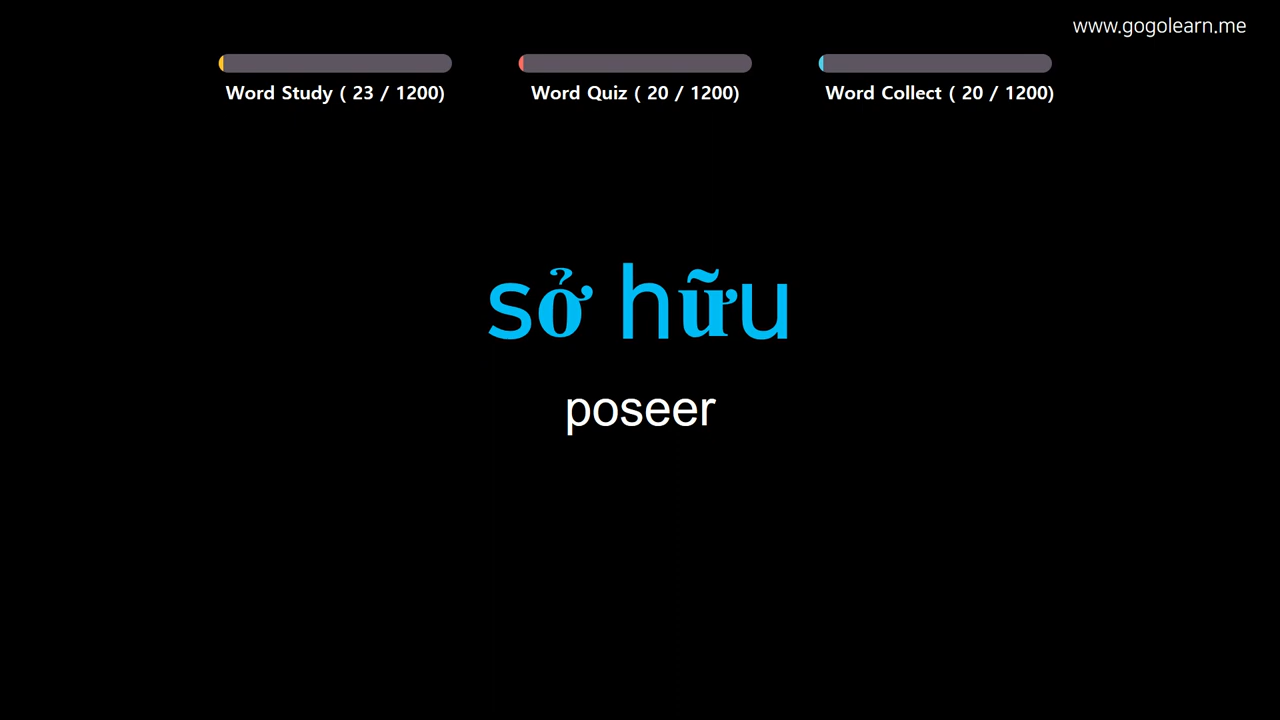 www.gogolearn.me
Word Study ( 23 / 1200)
Word Quiz ( 20 / 1200)
Word Collect ( 20 / 1200)
sở hữu
poseer